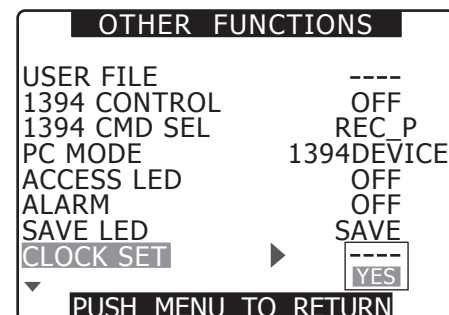 OTHER FUNCTIONS
USER FILE ----
1394 CONTROL OFF
1394 CMD SEL REC_P
PC MODE 1394DEVICE
ACCESS LED OFF
ALARM OFF
SAVE LED SAVE
CLOCK SET ----
YES
PUSH MENU TO RETURN